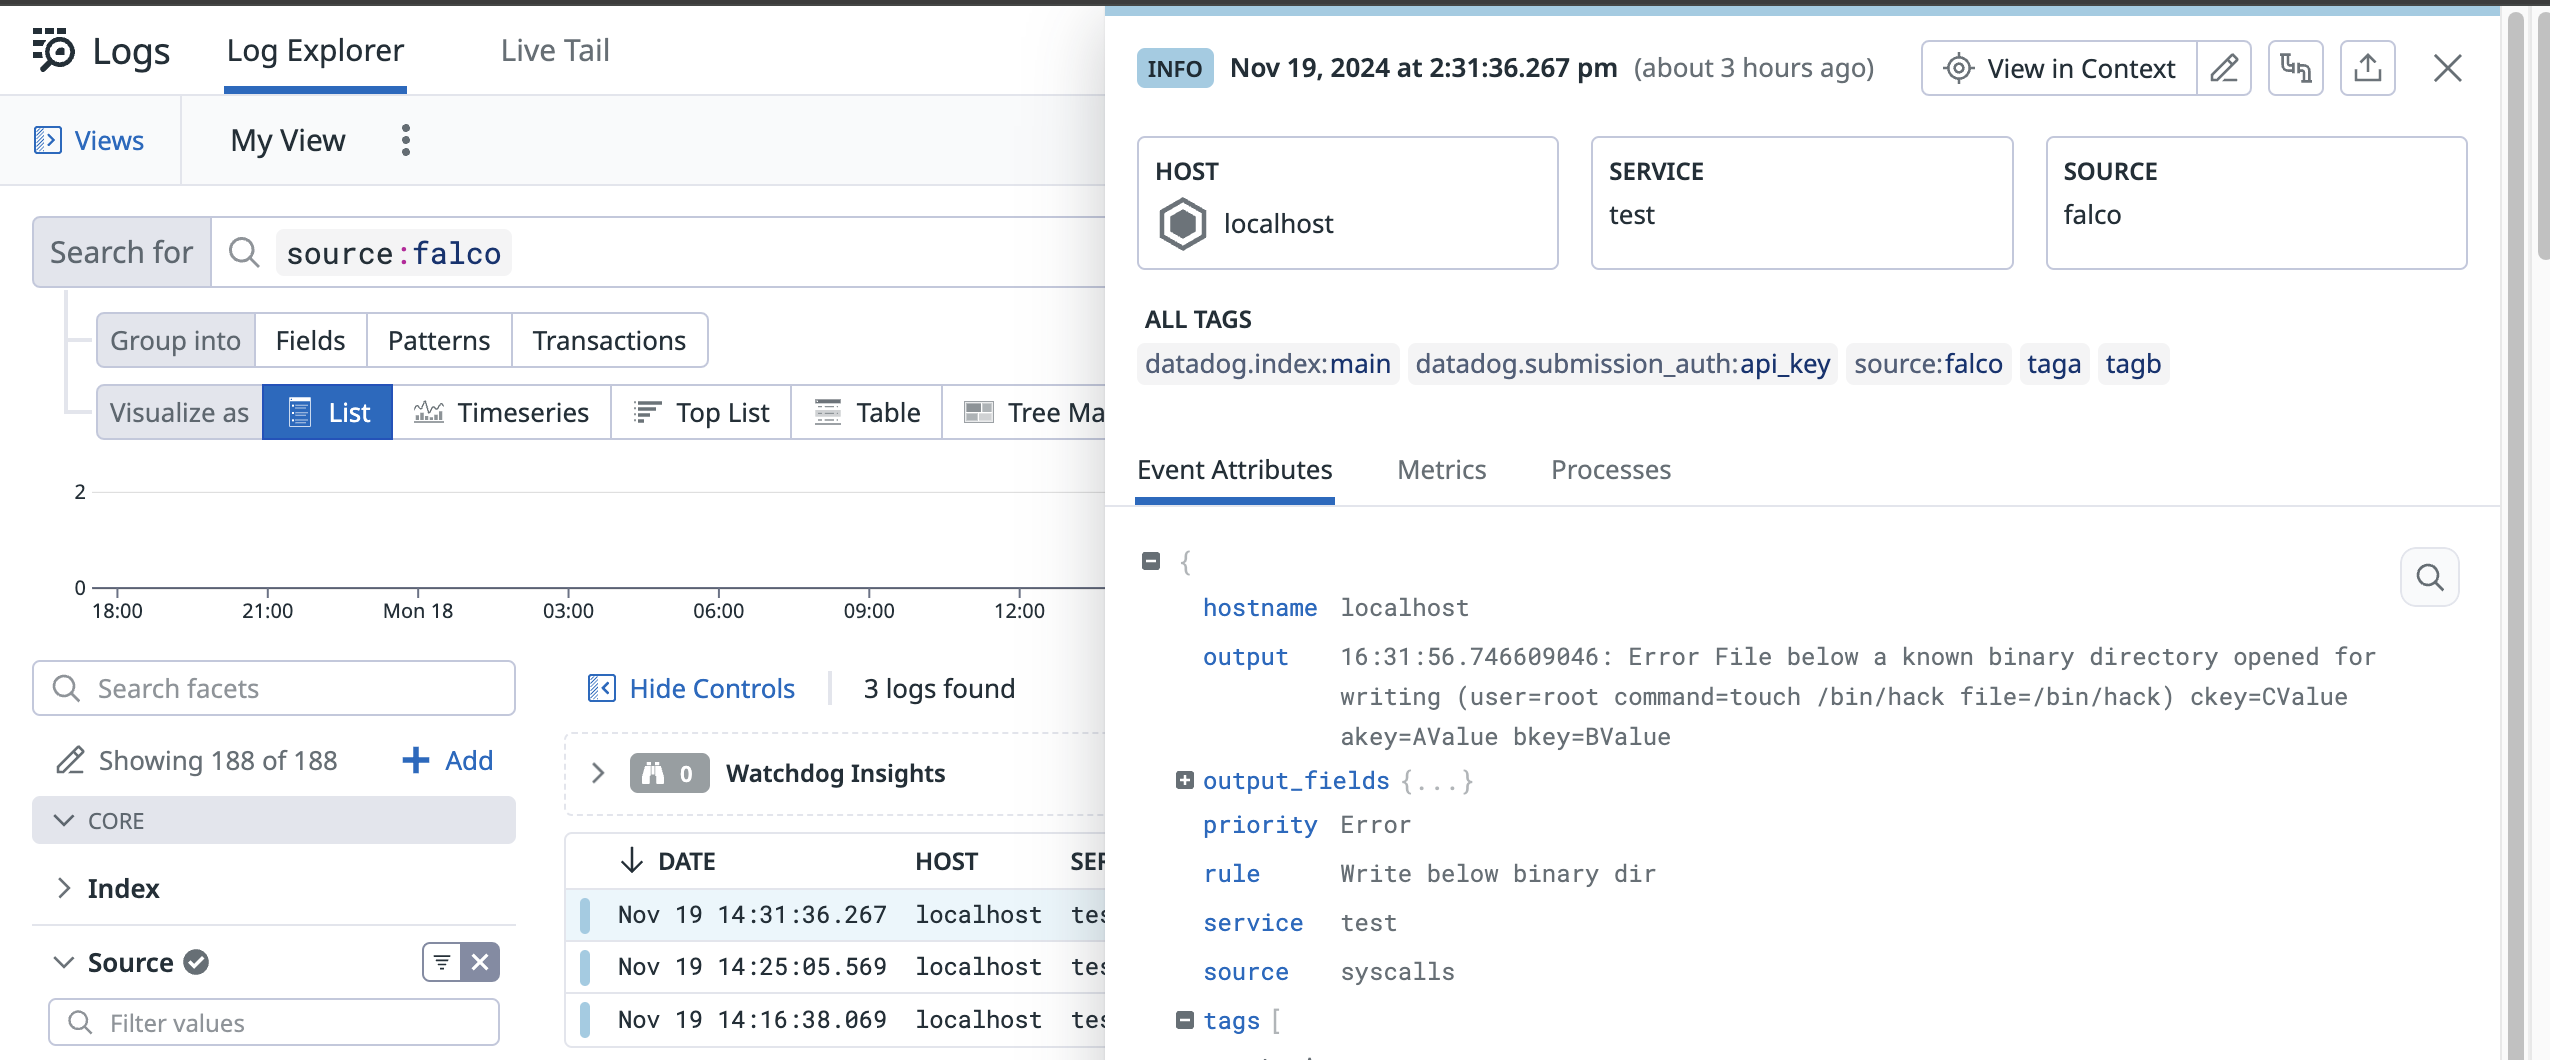 Logs
Log Explorer
Live Tail
Views
My View
Search for
source:falco
Group into
Fields
Patterns
Transactions
Visualize as
List
Timeseries
Top List
Table
Tree Ma
2
0
18:00
21:00
Mon 18
03:00
06:00
09:00
12:00
Search facets
Showing 188 of 188
Add
CORE
Index
Source
Filter values
Hide Controls
3 logs found
0
Watchdog Insights
DATE HOST SER
Nov 19 14:31:36.267 localhost tes
Nov 19 14:25:05.569 localhost tes
Nov 19 14:16:38.069 localhost tes
INFO
Nov 19, 2024 at 2:31:36.267 pm (about 3 hours ago)
View in Context
HOST
localhost
SERVICE
test
SOURCE
falco
ALL TAGS
datadog.index:main datadog.submission_auth:api_key source:falco taga tagb
Event Attributes
Metrics
Processes
{
hostname localhost
output 16:31:56.746609046: Error File below a known binary directory opened for
writing (user=root command=touch /bin/hack file=/bin/hack) ckey=CValue
akey=AValue bkey=BValue
output_fields {...}
priority Error
rule Write below binary dir
service test
source syscalls
tags [